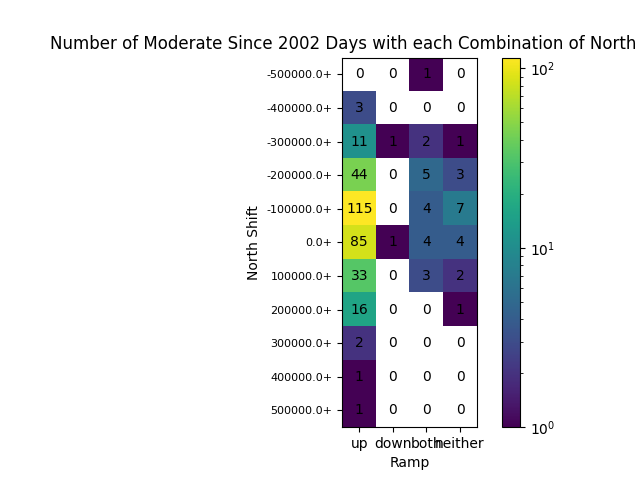 Number of Moderate Since 2002 Days with each Combination of North
-500000.0+ 0 0 1 0
-400000.0+ 3 0 0 0
-300000.0+ 11 1 2 1
-200000.0+ 44 0 5 3
-100000.0+ 115 0 4 7
0.0+ 85 1 4 4
100000.0+ 33 0 3 2
200000.0+ 16 0 0 1
300000.0+ 2 0 0 0
400000.0+ 1 0 0 0
500000.0+ 1 0 0 0
up down both neither
Ramp
North Shift
10²
10¹
10⁰